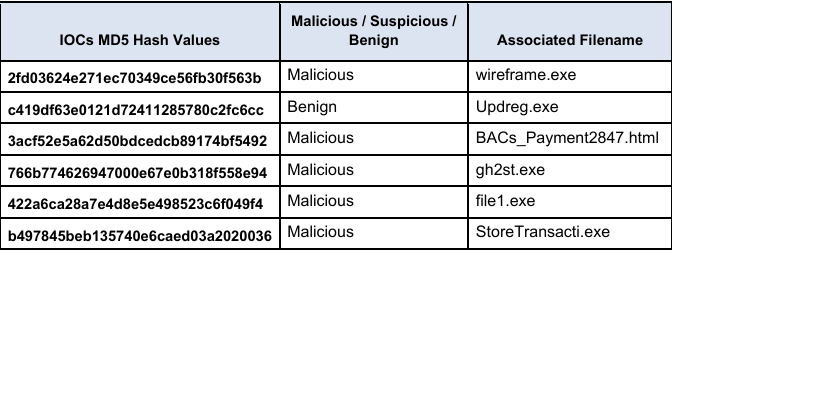 IOCs MD5 Hash Values
Malicious / Suspicious /
Benign
Associated Filename
2fd03624e271ec70349ce56fb30f563b
Malicious
wireframe.exe
c419df63e0121d72411285780c2fc6cc
Benign
Updreg.exe
3acf52e5a62d50bdcedcb89174bf5492
Malicious
BACs_Payment2847.html
766b774626947000e67e0b318f558e94
Malicious
gh2st.exe
422a6ca28a7e4d8e5e498523c6f049f4
Malicious
file1.exe
b497845beb135740e6caed03a2020036
Malicious
StoreTransacti.exe